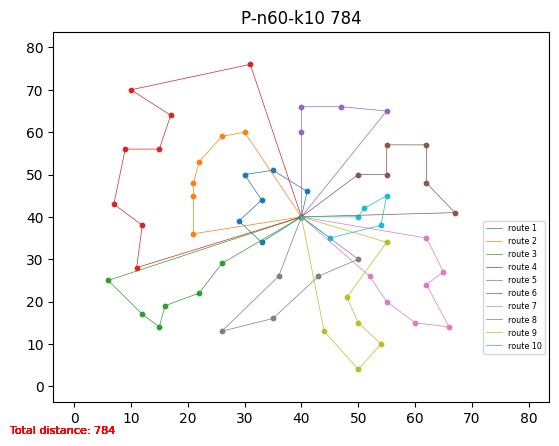 P-n60-k10 784
80
70
60
50
40
30
20
10
0
0 10 20 30 40 50 60 70 80
route 1
route 2
route 3
route 4
route 5
route 6
route 7
route 8
route 9
route 10
Total distance: 784